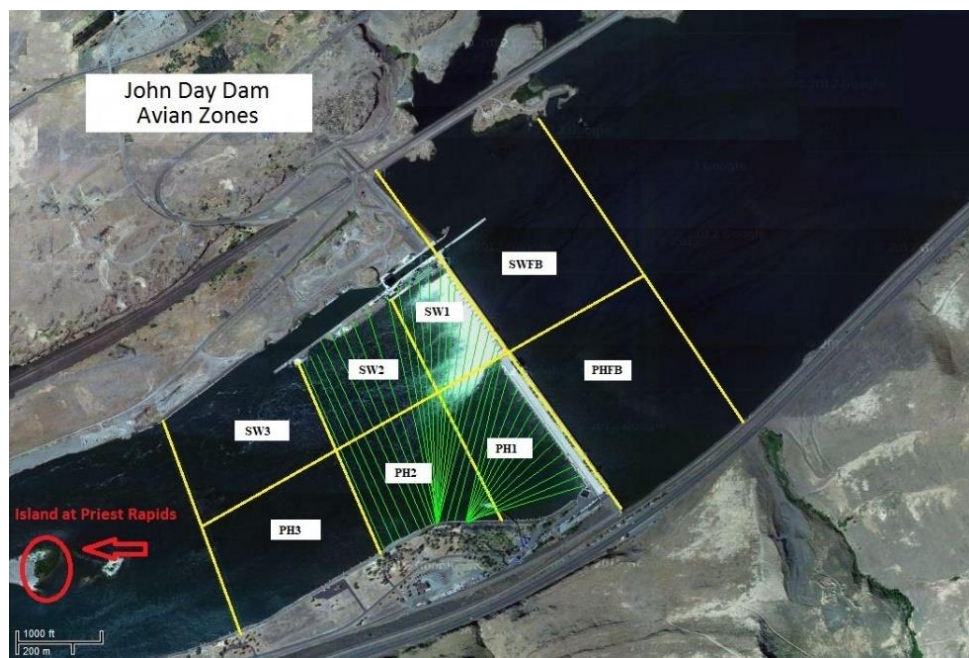 John Day Dam
Avian Zones
SWFB
SW1
PHFB
SW2
SW3
PH1
PH2
PH3
Island at Priest Rapids
1000 ft
200 m